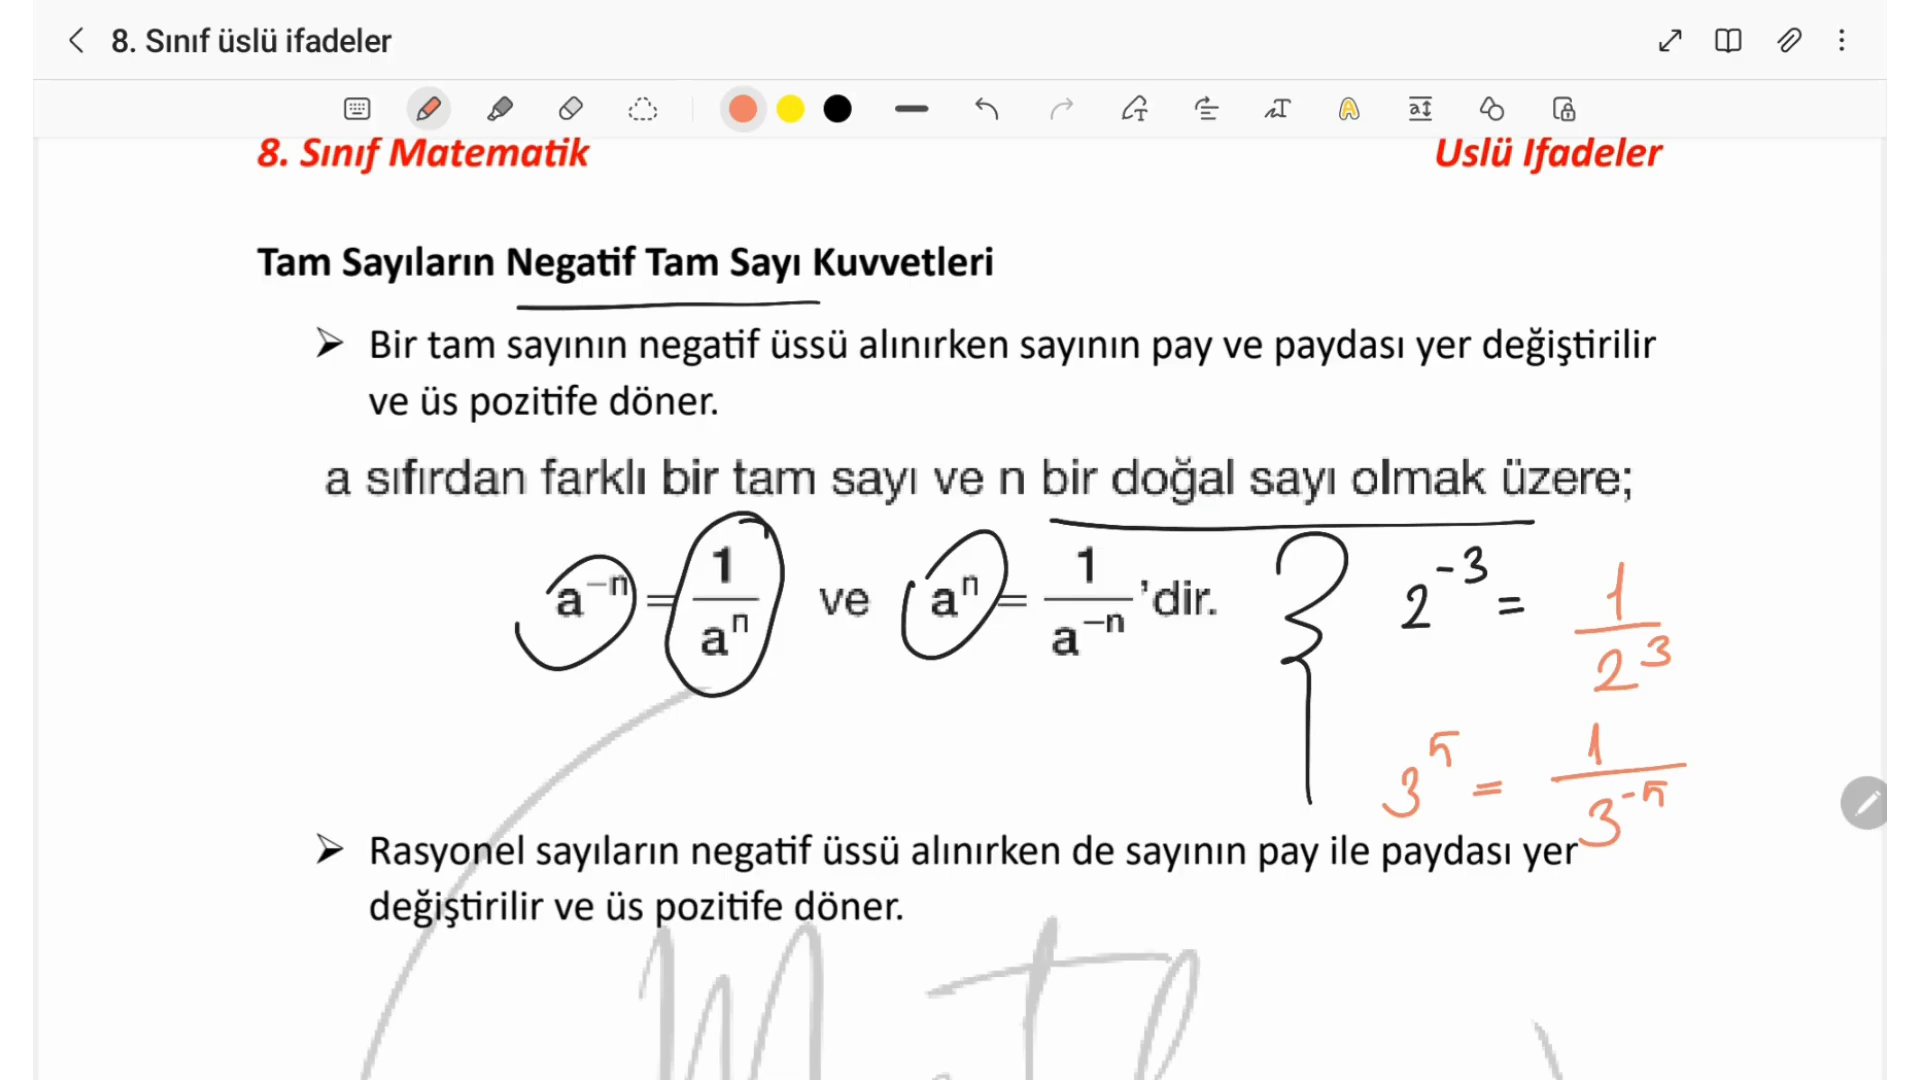 8. Sınıf üslü ifadeler
8. Sınıf Matematik
Uslü Ifadeler
Tam Sayıların Negatif Tam Sayı Kuvvetleri
➤ Bir tam sayının negatif üssü alınırken sayının pay ve paydası yer değiştirilir
ve üs pozitife döner.
a sıfırdan farklı bir tam sayı ve n bir doğal sayı olmak üzere;
a⁻ⁿ = 1/aⁿ ve aⁿ = 1/a⁻ⁿ 'dir.
2⁻³ = 1/2³
3⁵ = 1/3⁻⁵
➤ Rasyonel sayıların negatif üssü alınırken de sayının pay ile paydası yer
değiştirilir ve üs pozitife döner.